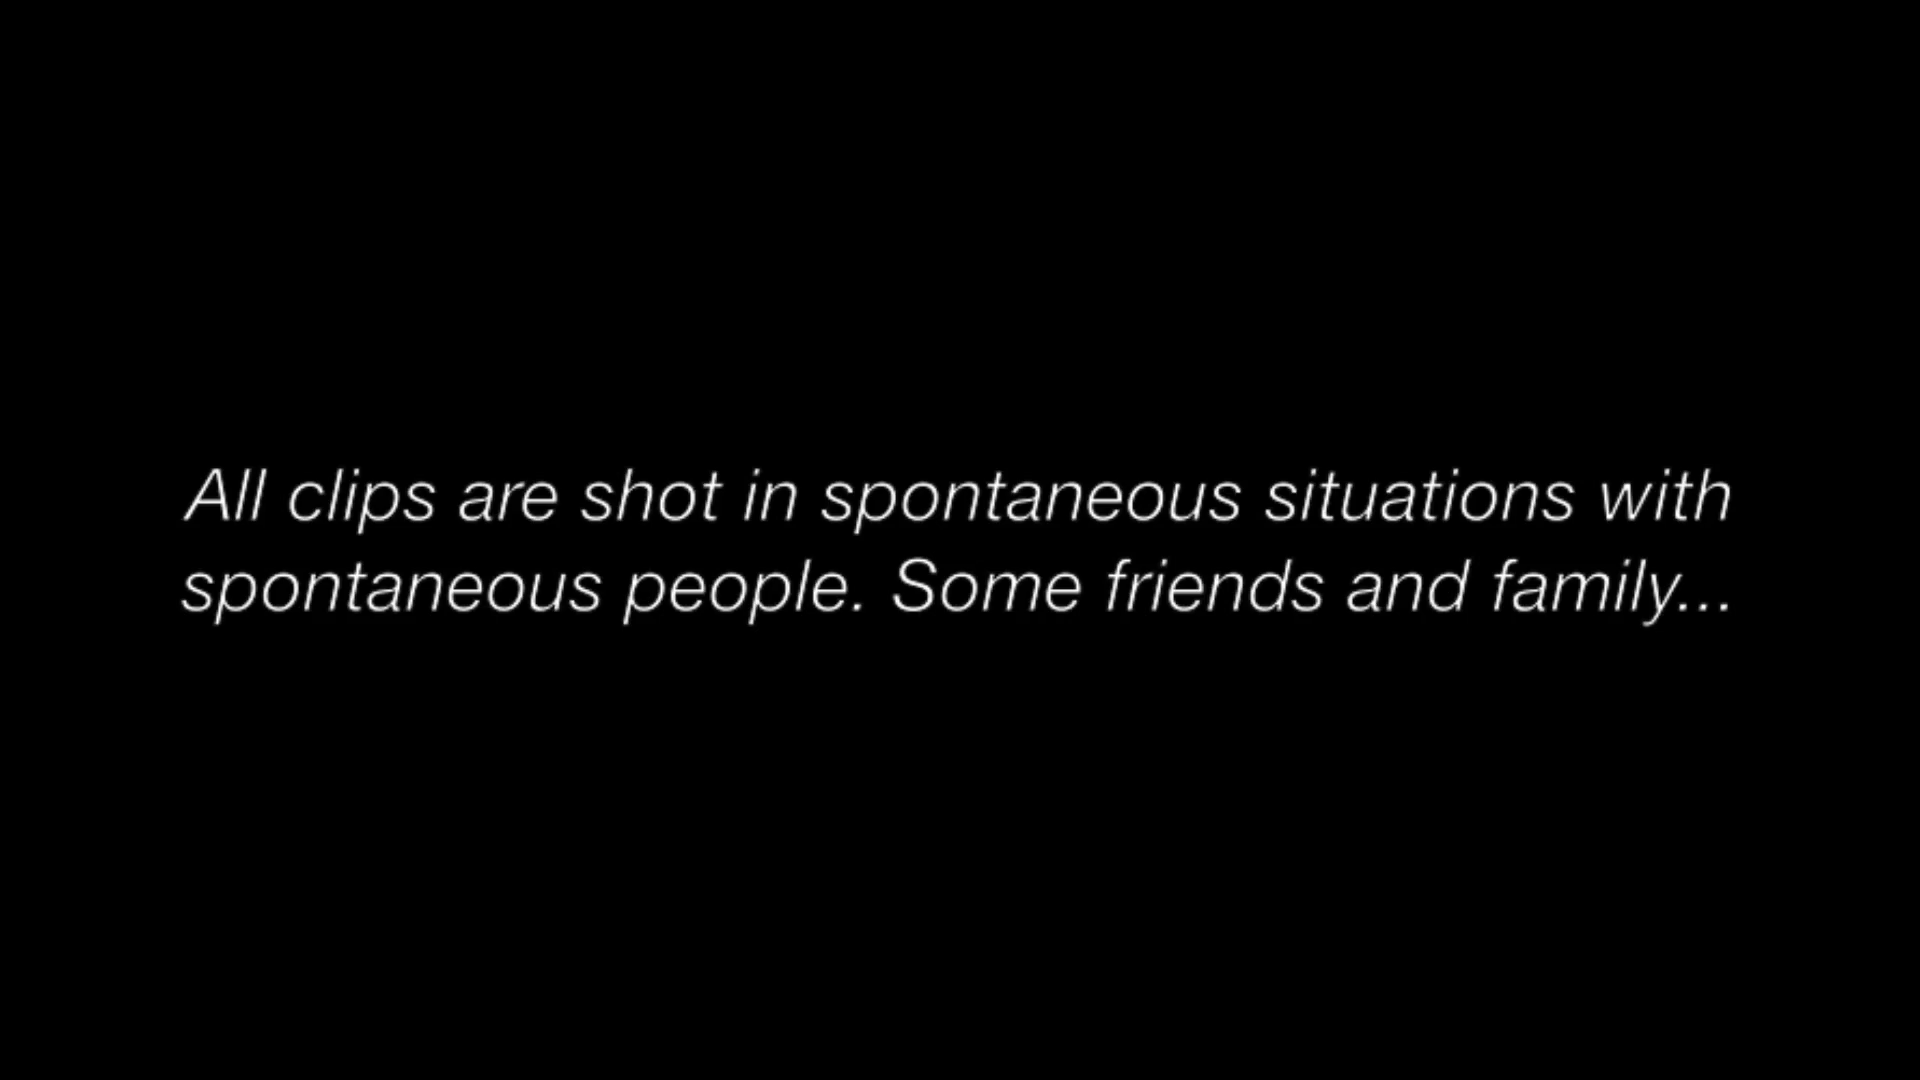 All clips are shot in spontaneous situations with
spontaneous people. Some friends and family...